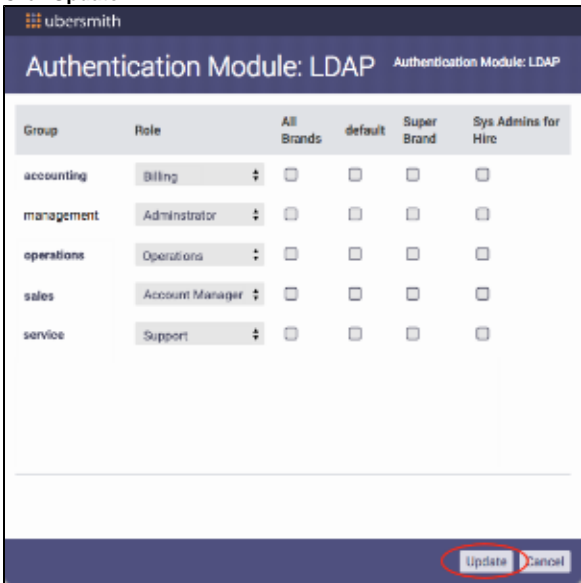 ubersmith
Authentication Module: LDAP Authentication Module: LDAP
Group Role All Brands default Super Brand Sys Admins for Hire
accounting Billing
management Adminstrator
operations Operations
sales Account Manager
service Support
Update Cancel